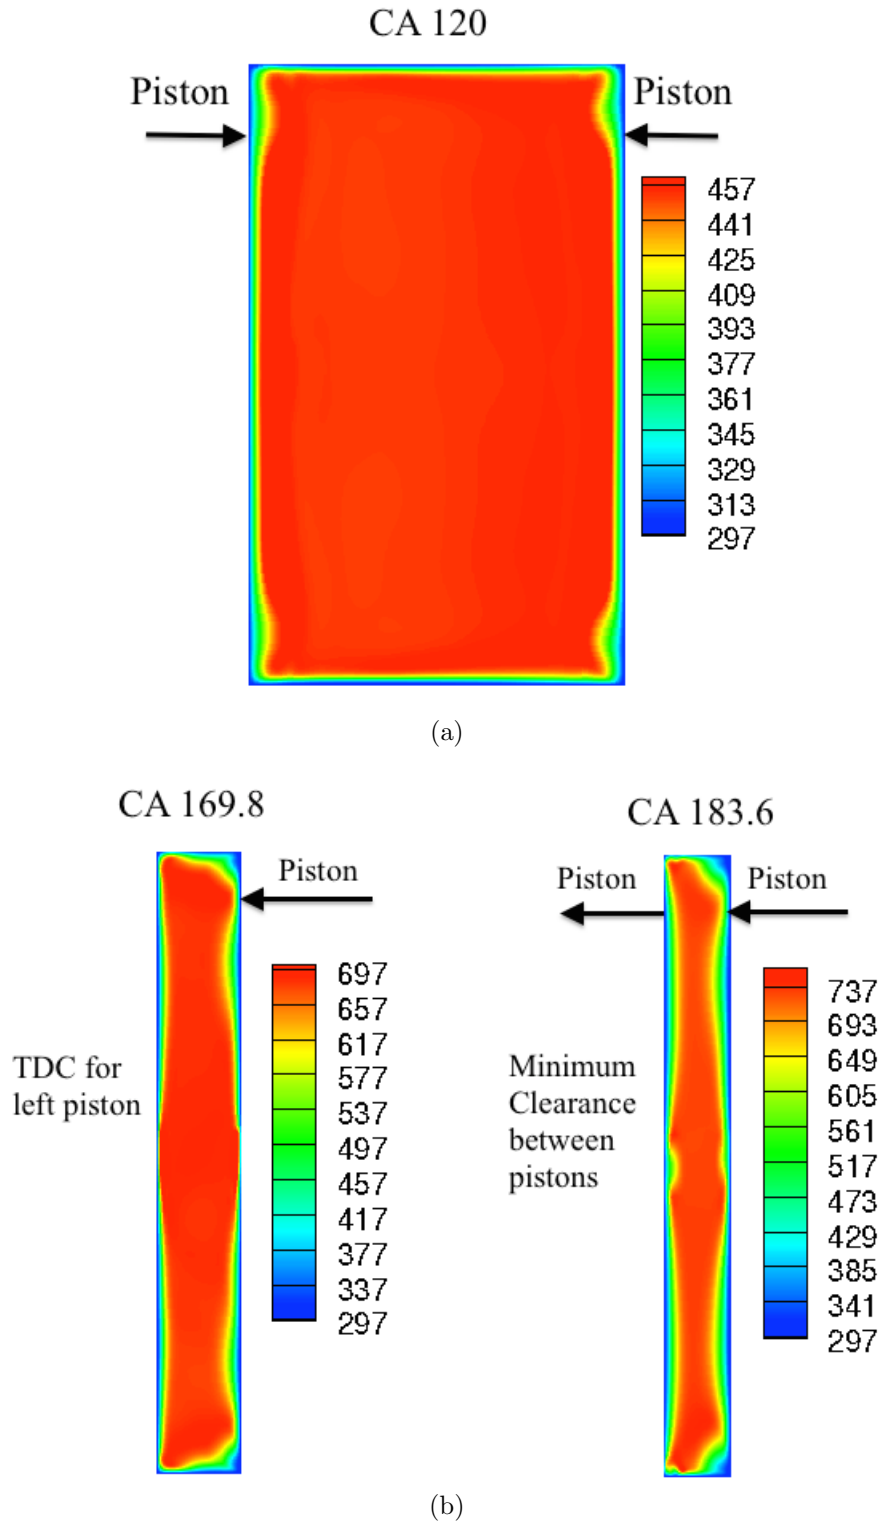 CA 120
Piston
Piston
457
441
425
409
393
377
361
345
329
313
297
(a)
CA 169.8
Piston
697
657
617
577
537
497
457
417
377
337
297
TDC for
left piston
CA 183.6
Piston
Piston
737
693
649
605
561
517
473
429
385
341
297
Minimum
Clearance
between
pistons
(b)